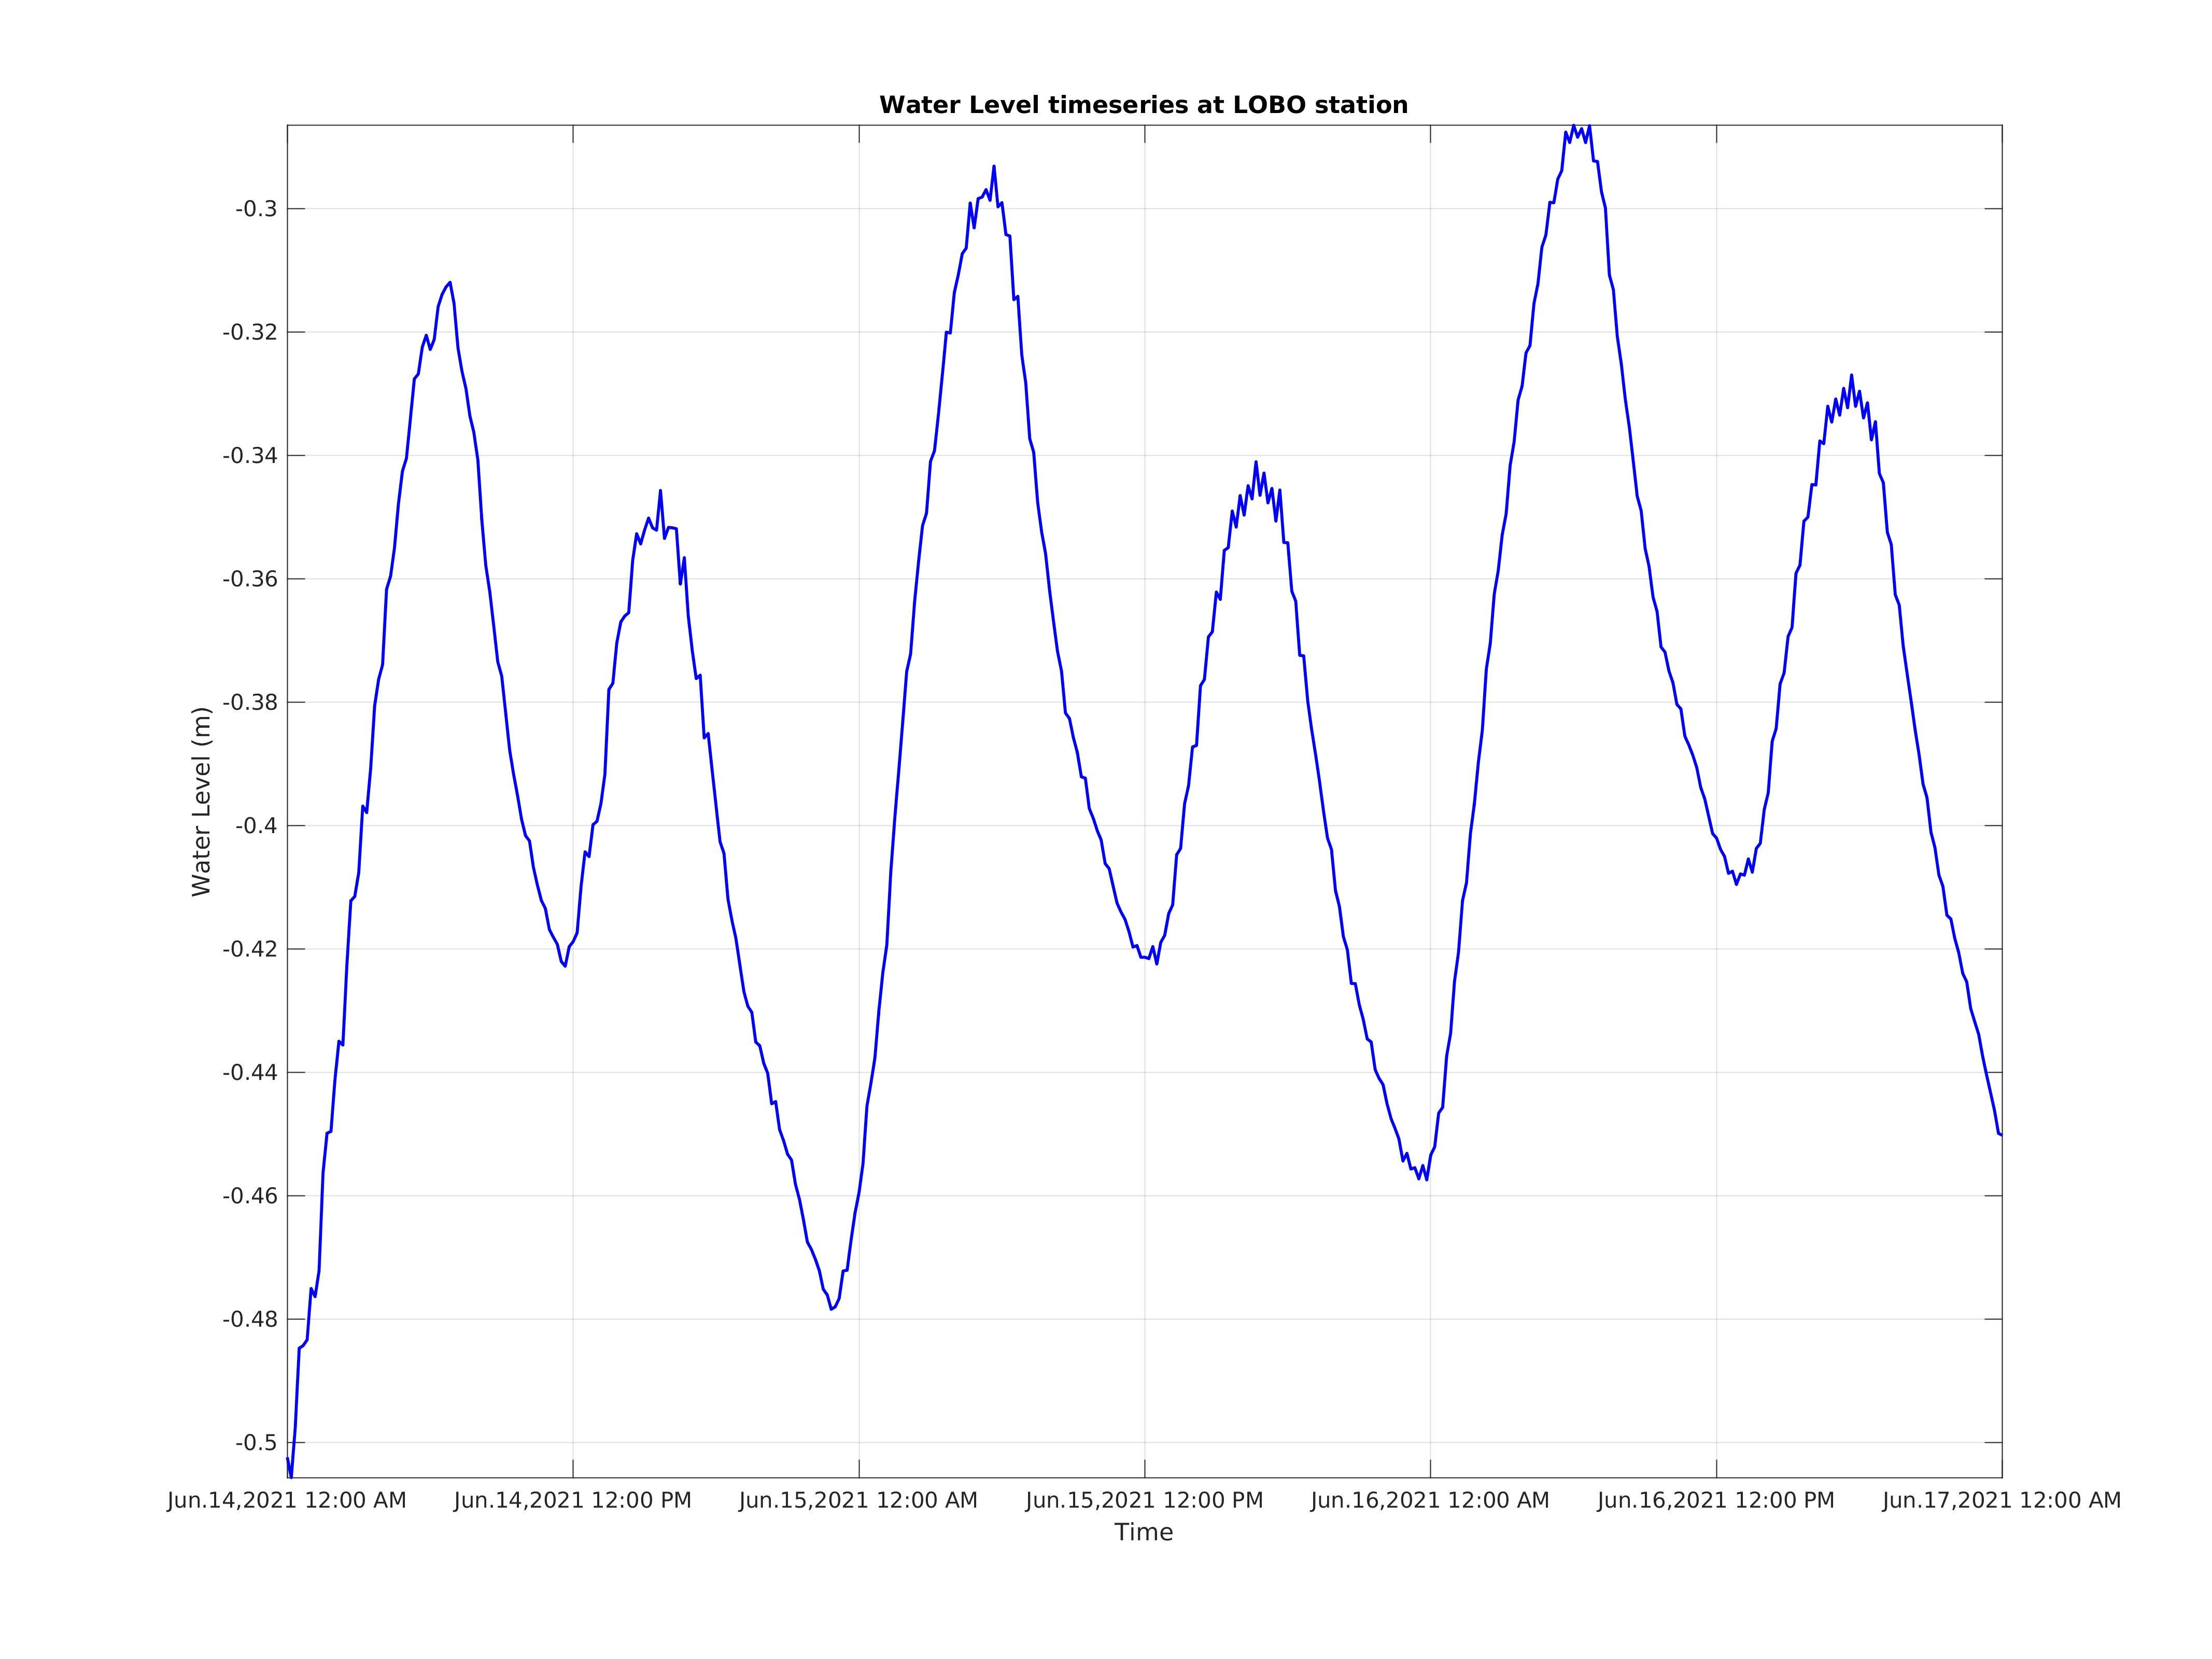 Water Level timeseries at LOBO station
-0.3
-0.32
-0.34
-0.36
-0.38
-0.4
-0.42
-0.44
-0.46
-0.48
-0.5
Water Level (m)
Jun.14,2021 12:00 AM Jun.14,2021 12:00 PM Jun.15,2021 12:00 AM Jun.15,2021 12:00 PM Jun.16,2021 12:00 AM Jun.16,2021 12:00 PM Jun.17,2021 12:00 AM
Time